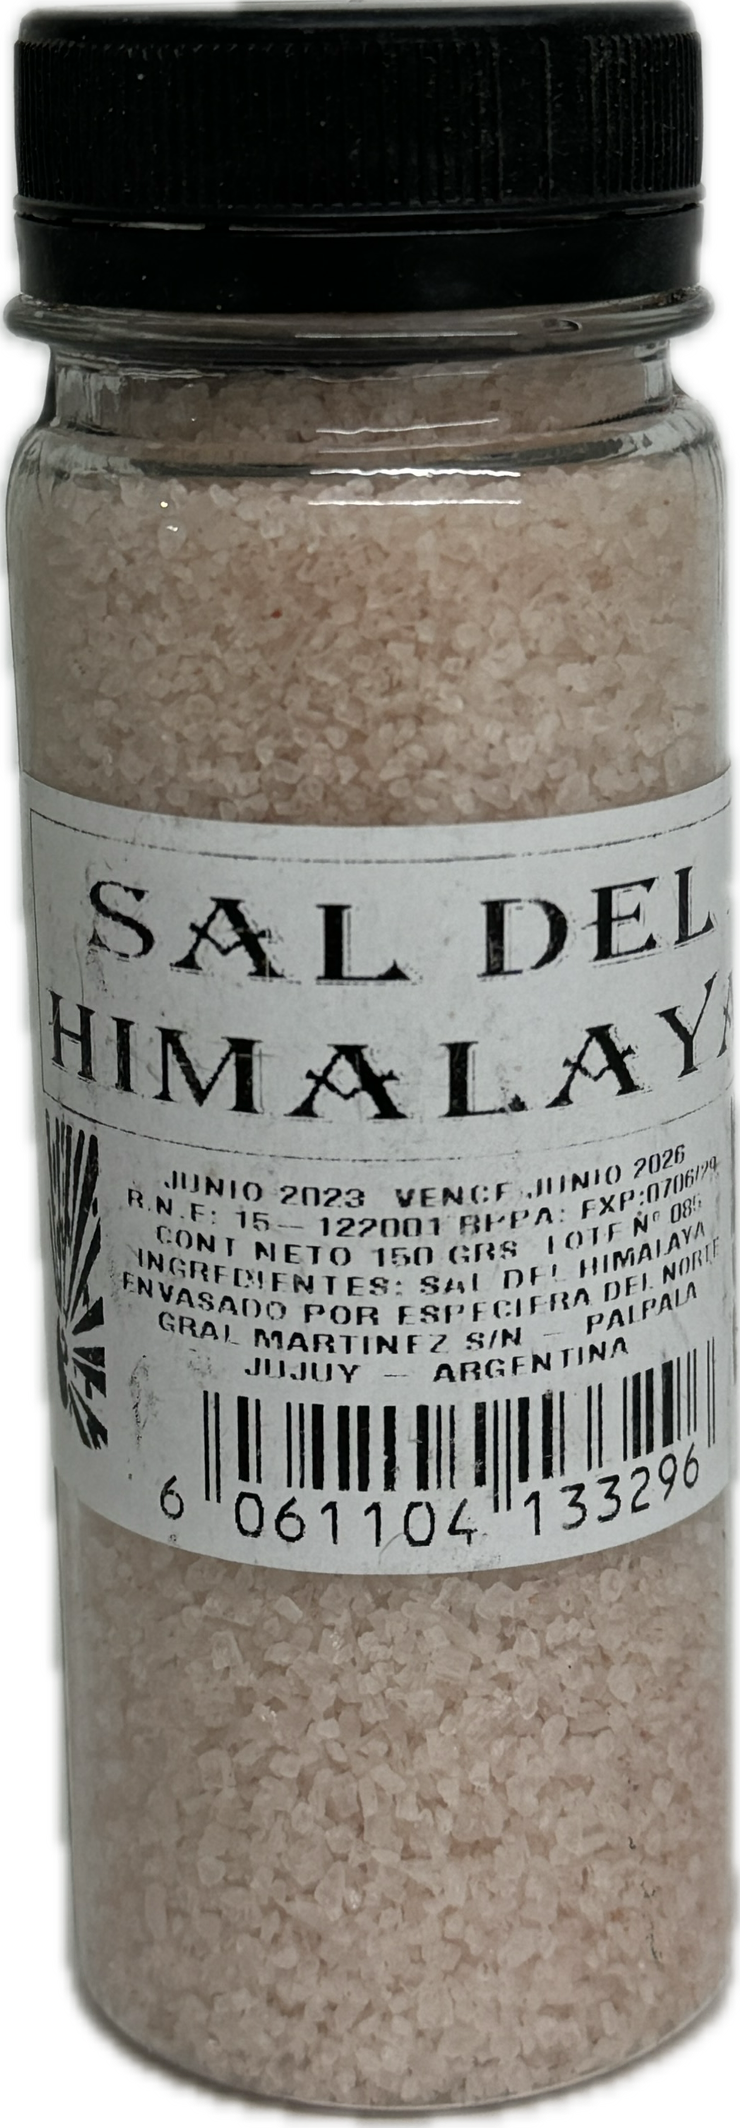 SAL DEL
HIMALAYA
JUNIO 2023 VENCE JUNIO 2026
R.N.E: 15- 122001 RPPA: EXP:0706/29
CONT NETO 150 GRS LOTE Nº 085
INGREDIENTES: SAL DEL HIMALAYA
ENVASADO POR ESPECIERA DEL NORTE
GRAL MARTINEZ S/N - PALPALA
JUJUY - ARGENTINA
6 061104 133296